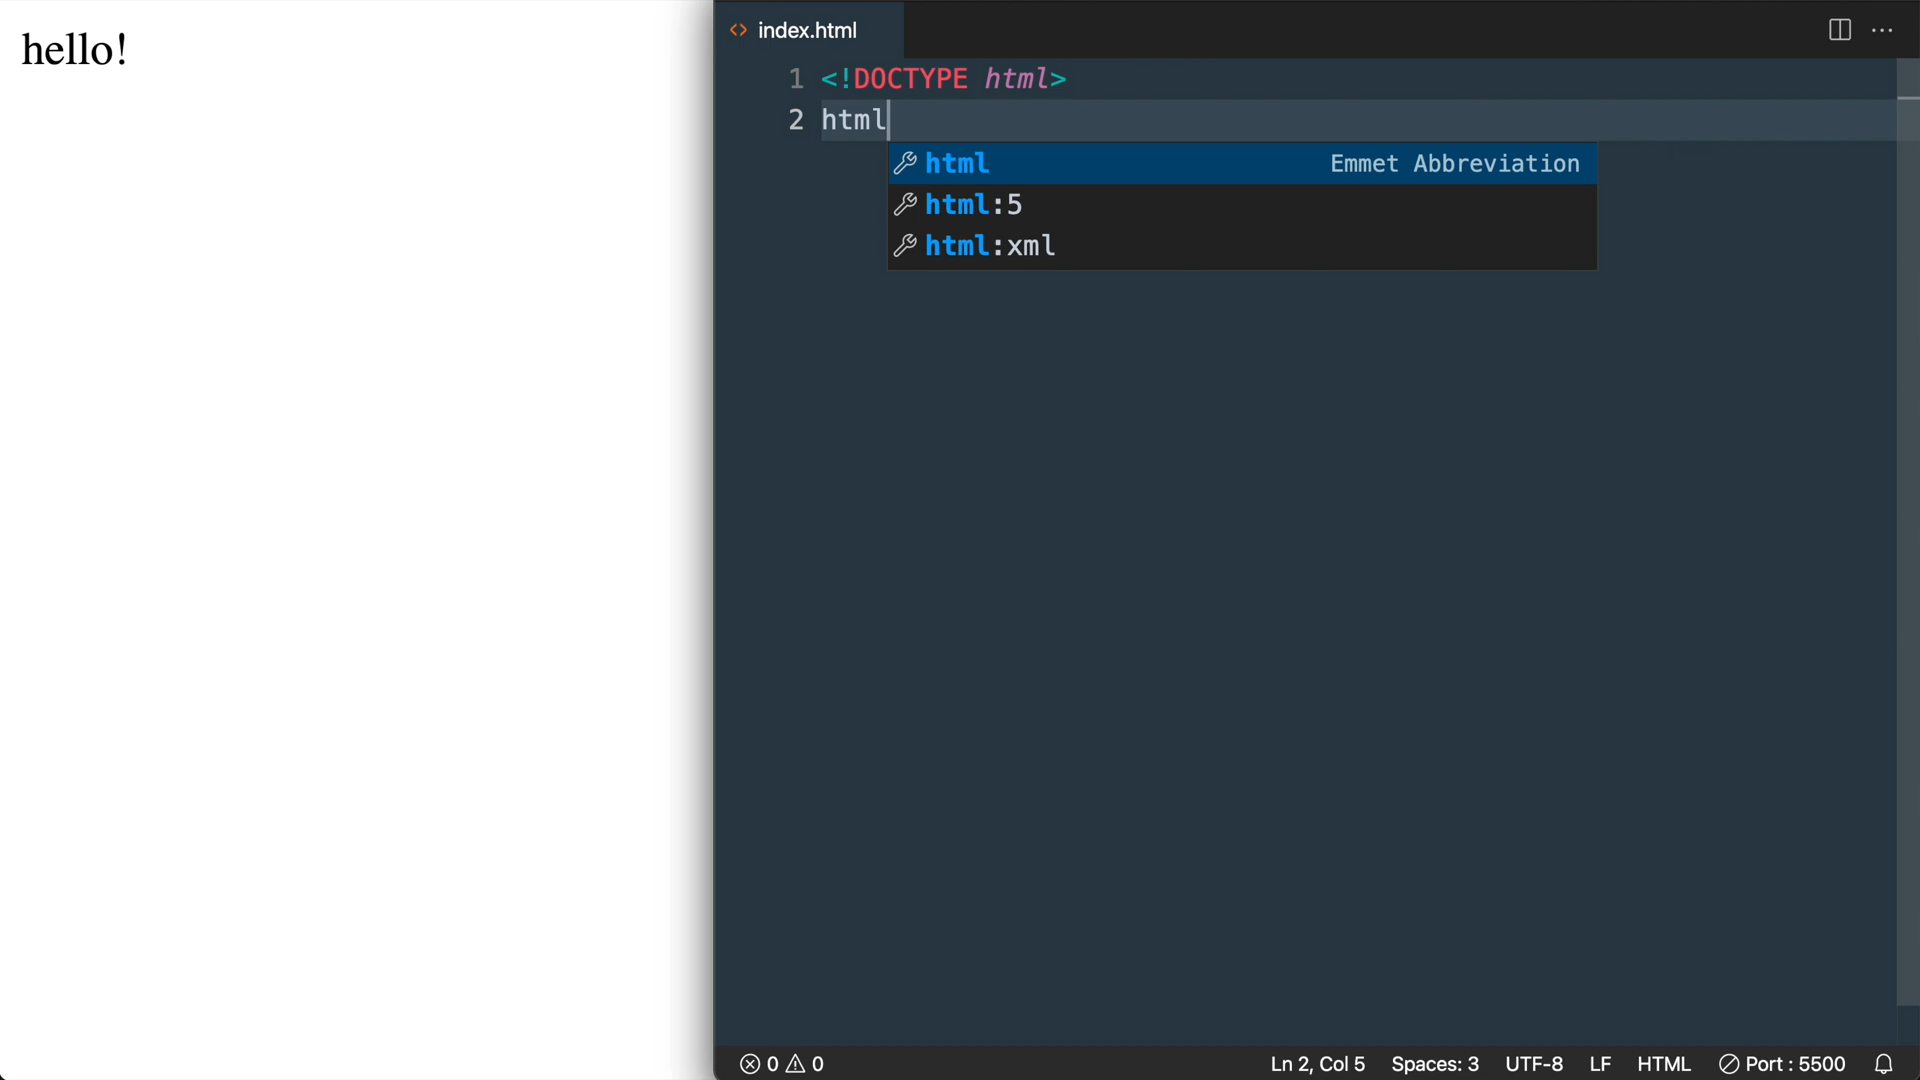 hello!
index.html
1 <!DOCTYPE html>
2 html
html Emmet Abbreviation
html:5
html:xml
0 0 Ln 2, Col 5 Spaces: 3 UTF-8 LF HTML Port : 5500